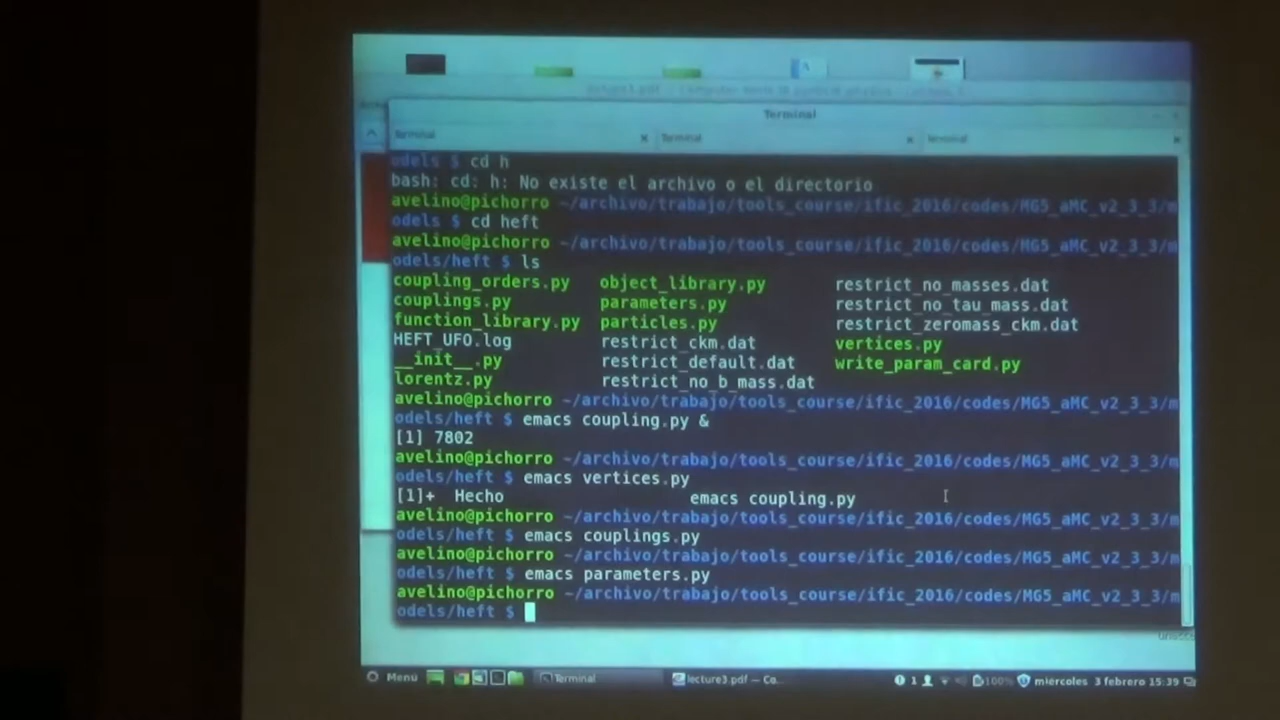 Terminal
Terminal
Terminal
Terminal
odels $ cd h
bash: cd: h: No existe el archivo o el directorio
avelino@pichorro ~/archivo/trabajo/tools_course/ific_2016/codes/MG5_aMC_v2_3_3/m
odels $ cd heft
avelino@pichorro ~/archivo/trabajo/tools_course/ific_2016/codes/MG5_aMC_v2_3_3/m
odels/heft $ ls
coupling_orders.py object_library.py restrict_no_masses.dat
couplings.py parameters.py restrict_no_tau_mass.dat
function_library.py particles.py restrict_zeromass_ckm.dat
HEFT_UFO.log restrict_ckm.dat vertices.py
__init__.py restrict_default.dat write_param_card.py
lorentz.py restrict_no_b_mass.dat
avelino@pichorro ~/archivo/trabajo/tools_course/ific_2016/codes/MG5_aMC_v2_3_3/m
odels/heft $ emacs coupling.py &
[1] 7802
avelino@pichorro ~/archivo/trabajo/tools_course/ific_2016/codes/MG5_aMC_v2_3_3/m
odels/heft $ emacs vertices.py
[1]+ Hecho emacs coupling.py
avelino@pichorro ~/archivo/trabajo/tools_course/ific_2016/codes/MG5_aMC_v2_3_3/m
odels/heft $ emacs couplings.py
avelino@pichorro ~/archivo/trabajo/tools_course/ific_2016/codes/MG5_aMC_v2_3_3/m
odels/heft $ emacs parameters.py
avelino@pichorro ~/archivo/trabajo/tools_course/ific_2016/codes/MG5_aMC_v2_3_3/m
odels/heft $
Menú Terminal lecture3.pdf — Co... 1 100% miércoles 3 febrero 15:39